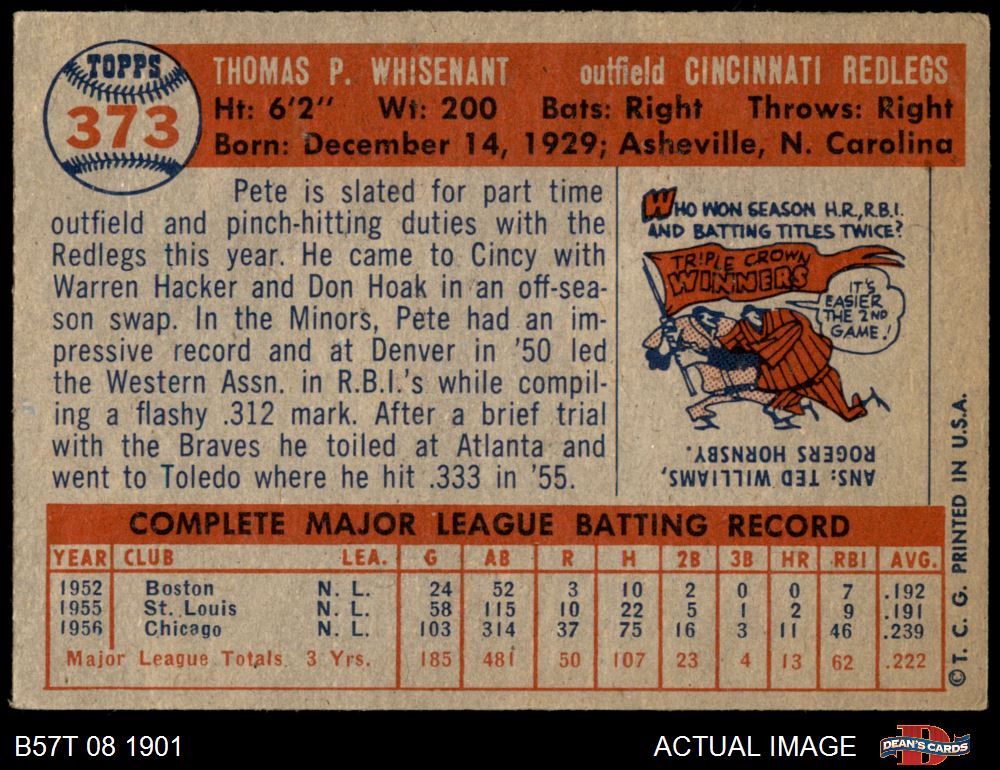 TOPPS
373
THOMAS P. WHISENANT outfield CINCINNATI REDLEGS
Ht: 6'2" Wt: 200 Bats: Right Throws: Right
Born: December 14, 1929; Asheville, N. Carolina
Pete is slated for part time
outfield and pinch-hitting duties with the
Redlegs this year. He came to Cincy with
Warren Hacker and Don Hoak in an off-sea-
son swap. In the Minors, Pete had an im-
pressive record and at Denver in '50 led
the Western Assn. in R.B.I.'s while compil-
ing a flashy .312 mark. After a brief trial
with the Braves he toiled at Atlanta and
went to Toledo where he hit .333 in '55.
WHO WON SEASON H.R., R.B.I.
AND BATTING TITLES TWICE?
TRIPLE CROWN
WINNERS
IT'S
EASIER
THE 2ND
GAME!
ANS: TED WILLIAMS,
ROGERS HORNSBY.
COMPLETE MAJOR LEAGUE BATTING RECORD
YEAR CLUB LEA. G AB R H 2B 3B HR RBI AVG.
1952 Boston N. L. 24 52 3 10 2 0 0 7 .192
1955 St. Louis N. L. 58 115 10 22 5 1 2 9 .191
1956 Chicago N. L. 103 314 37 75 16 3 11 46 .239
Major League Totals 3 Yrs. 185 481 50 107 23 4 13 62 .222
© T. C. G. PRINTED IN U.S.A.
B57T 08 1901
ACTUAL IMAGE
D
DEAN'S CARDS